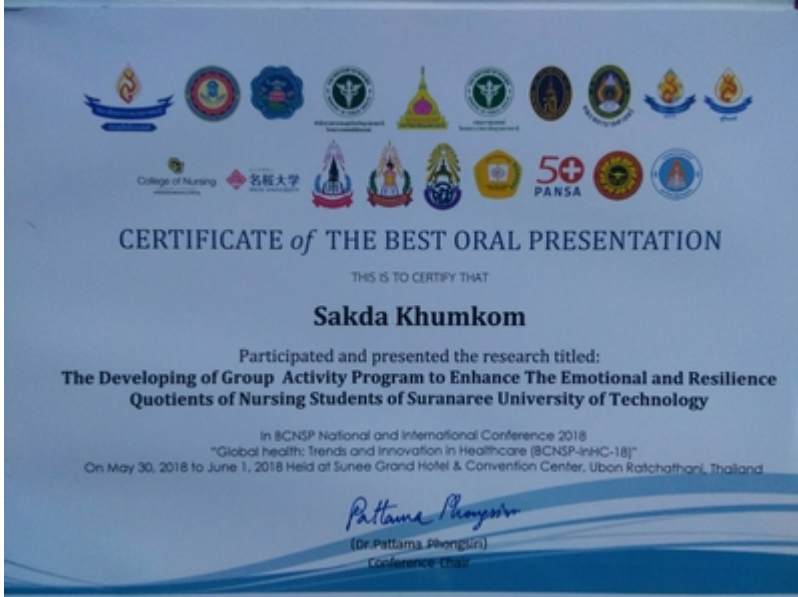 College of Nursing
名桜大学
MEIO UNIVERSITY
50
PANSA
CERTIFICATE of THE BEST ORAL PRESENTATION
THIS IS TO CERTIFY THAT
Sakda Khumkom
Participated and presented the research titled:
The Developing of Group Activity Program to Enhance The Emotional and Resilience
Quotients of Nursing Students of Suranaree University of Technology
In BCNSP National and International Conference 2018
"Global health: Trends and Innovation in Healthcare (BCNSP-InHC-18)"
On May 30, 2018 to June 1, 2018 Held at Sunee Grand Hotel & Convention Center, Ubon Ratchathani, Thailand
Pattama Phongsiri
(Dr.Pattama Phongsiri)
Conference Chair